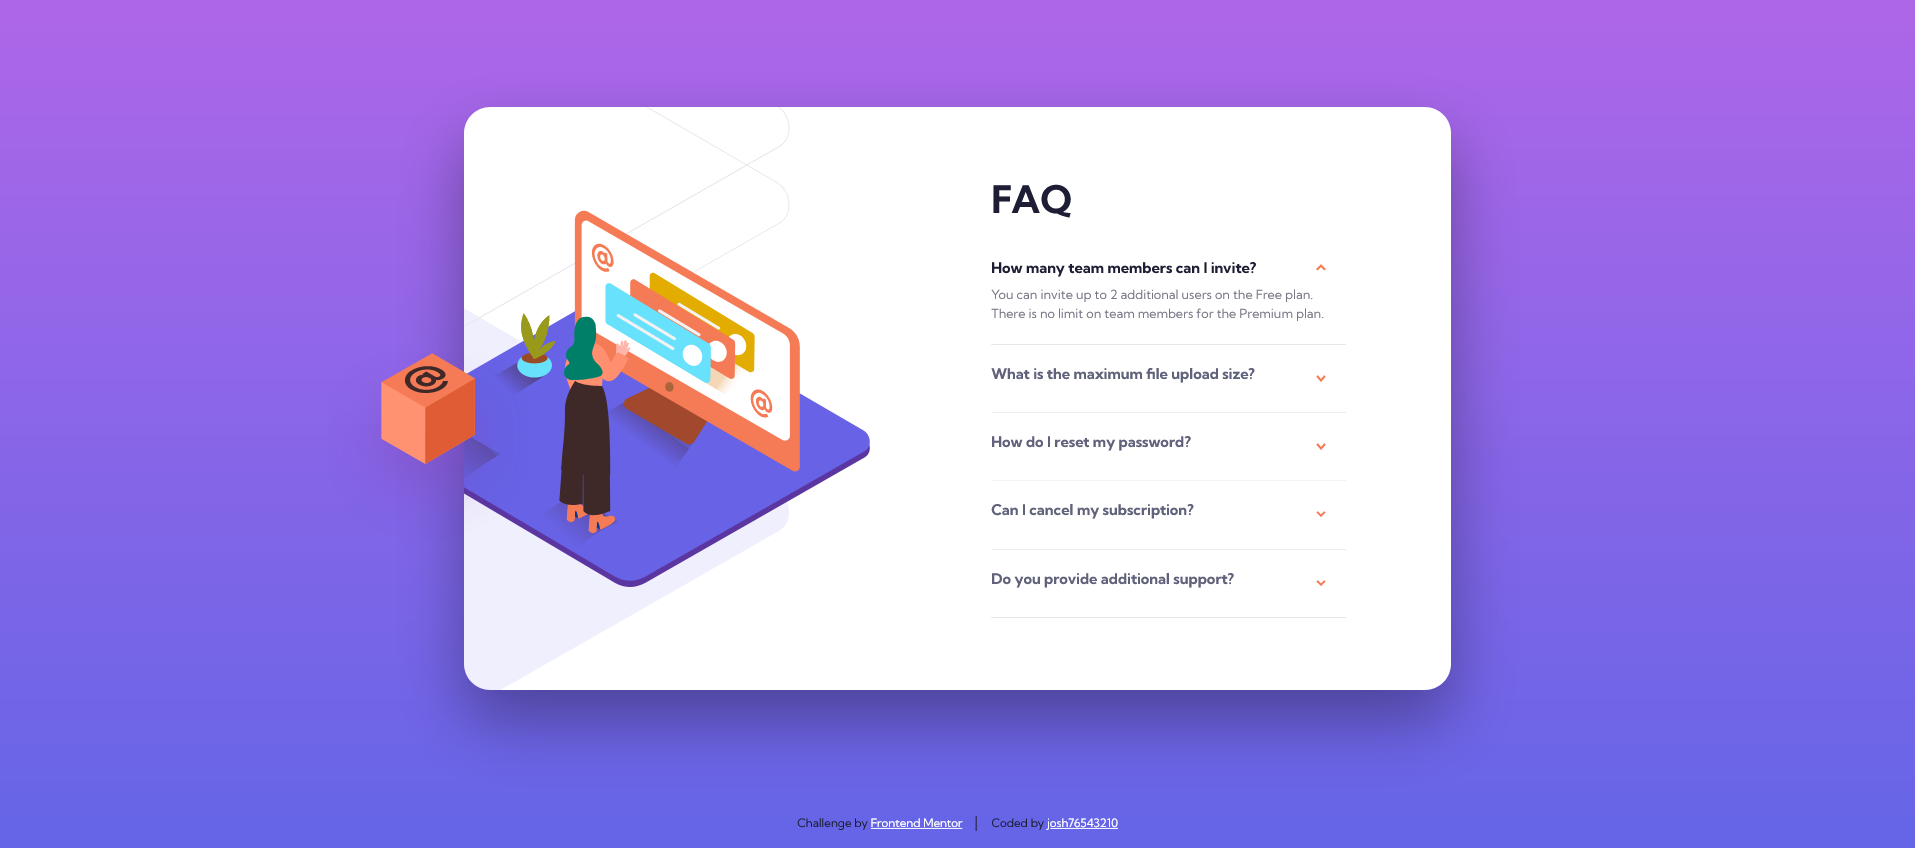 FAQ
How many team members can I invite?
You can invite up to 2 additional users on the Free plan.
There is no limit on team members for the Premium plan.
What is the maximum file upload size?
How do I reset my password?
Can I cancel my subscription?
Do you provide additional support?
@
@
@
Challenge by Frontend Mentor | Coded by josh76543210